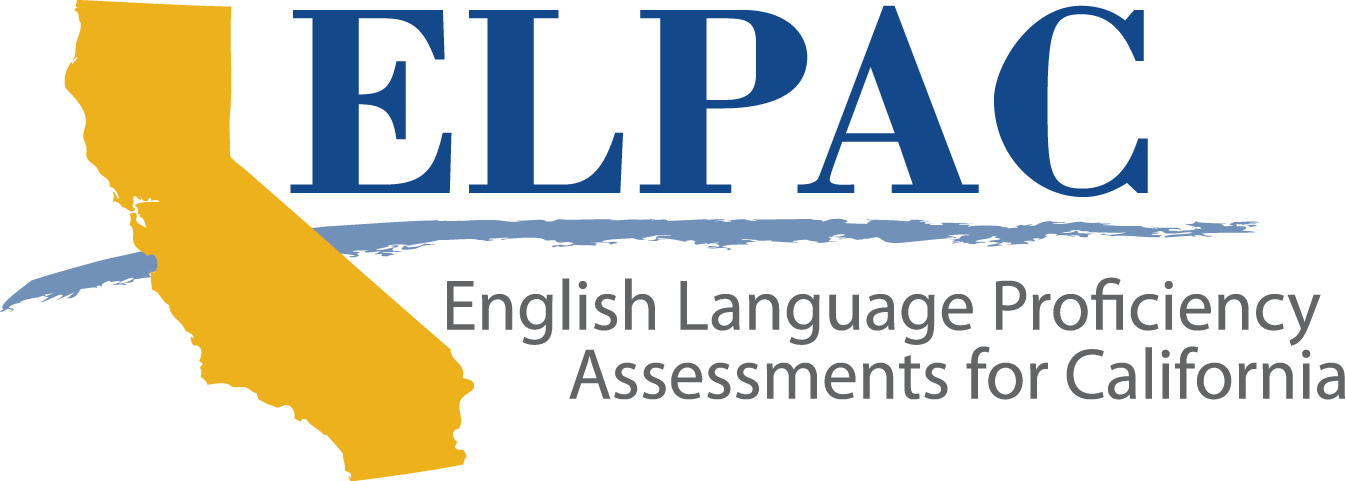 ELPAC
English Language Proficiency
Assessments for California